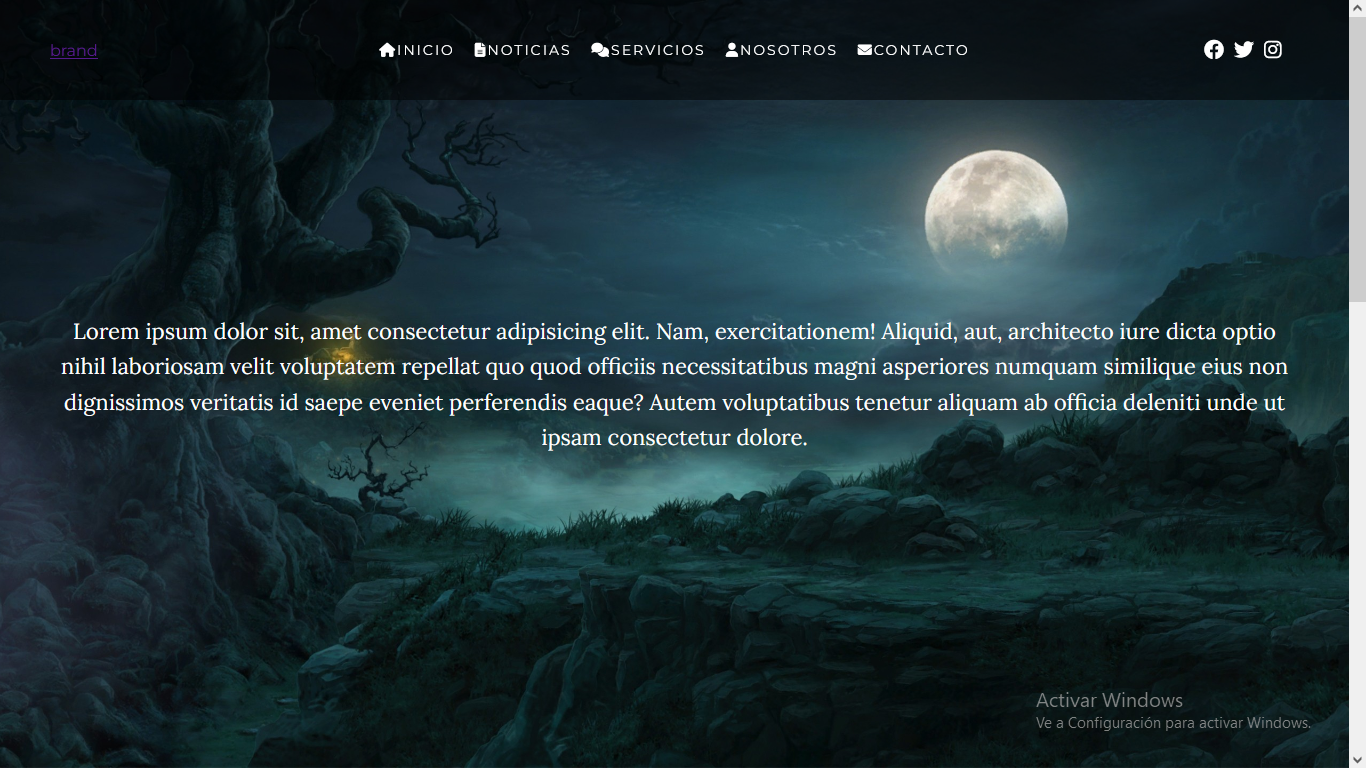 brand
INICIO NOTICIAS SERVICIOS NOSOTROS CONTACTO
Lorem ipsum dolor sit, amet consectetur adipisicing elit. Nam, exercitationem! Aliquid, aut, architecto iure dicta optio
nihil laboriosam velit voluptatem repellat quo quod officiis necessitatibus magni asperiores numquam similique eius non
dignissimos veritatis id saepe eveniet perferendis eaque? Autem voluptatibus tenetur aliquam ab officia deleniti unde ut
ipsam consectetur dolore.
Activar Windows
Ve a Configuración para activar Windows.